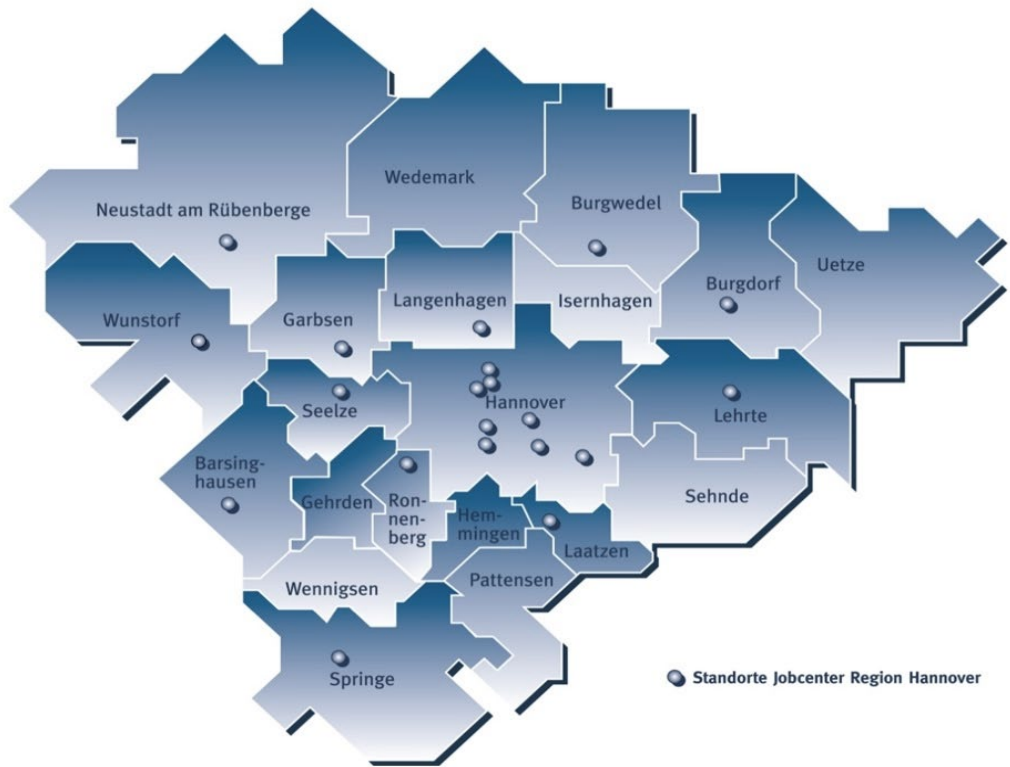 Wedemark
Neustadt am Rübenberge
Burgwedel
Uetze
Burgdorf
Langenhagen
Isernhagen
Wunstorf
Garbsen
Hannover
Seelze
Lehrte
Barsing-
hausen
Gehrden
Ron-
nen-
berg
Sehnde
Hem-
mingen
Laatzen
Pattensen
Wennigsen
Springe
Standorte Jobcenter Region Hannover